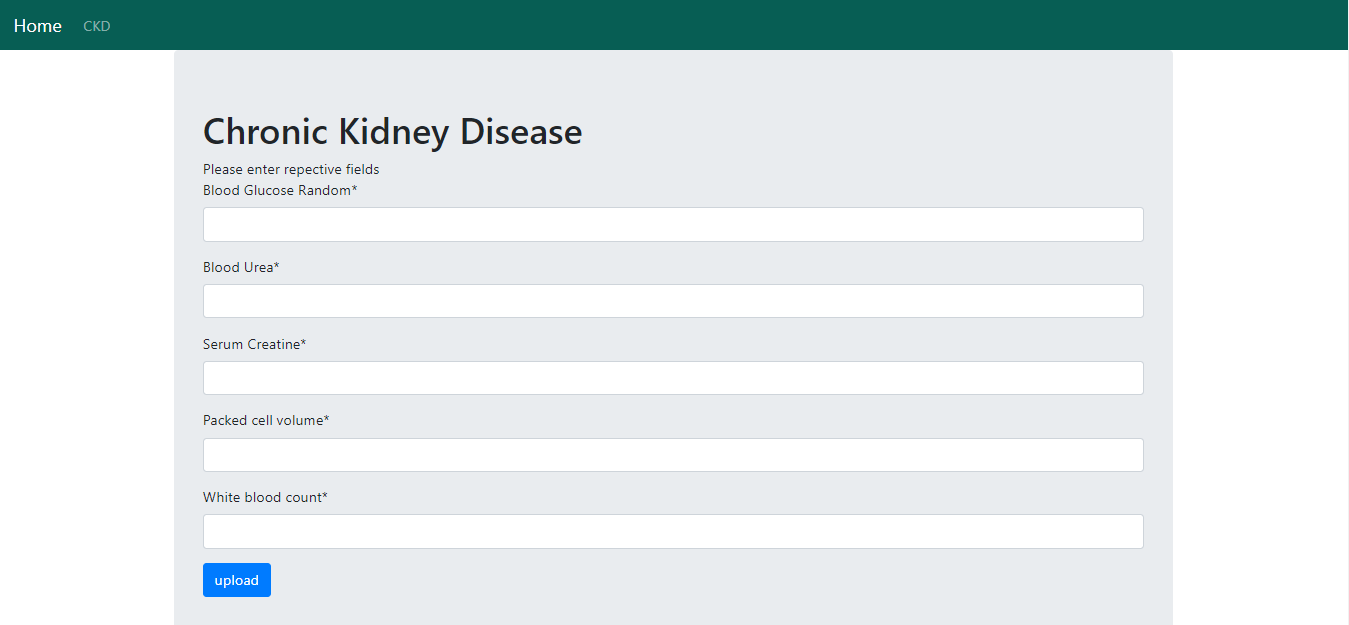 Home CKD
Chronic Kidney Disease
Please enter repective fields
Blood Glucose Random*
Blood Urea*
Serum Creatine*
Packed cell volume*
White blood count*
upload